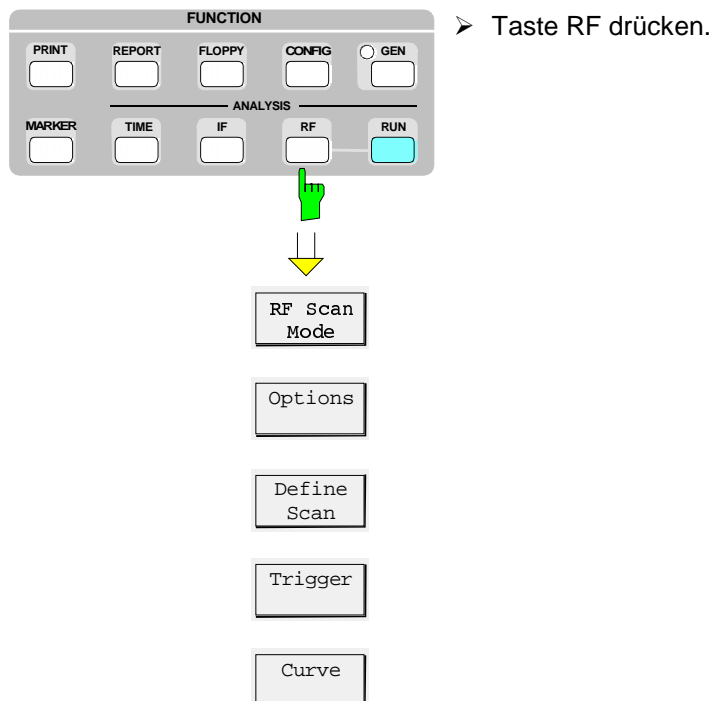 FUNCTION
➢ Taste RF drücken.
PRINT REPORT FLOPPY CONFIG GEN
ANALYSIS
MARKER TIME IF RF RUN
RF Scan
Mode
Options
Define
Scan
Trigger
Curve